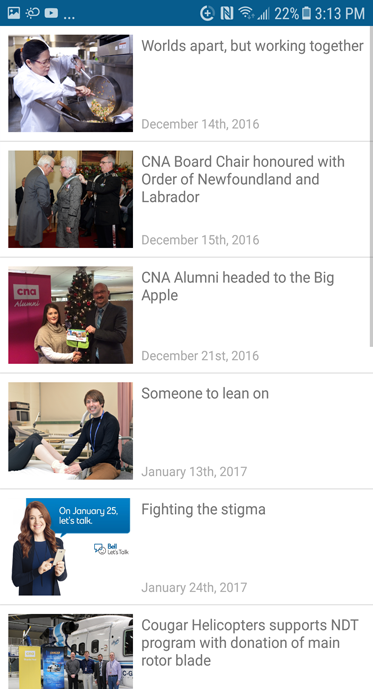 22% 3:13 PM
Worlds apart, but working together
December 14th, 2016
CNA Board Chair honoured with
Order of Newfoundland and
Labrador
December 15th, 2016
cna
Alumni
CNA Alumni headed to the Big
Apple
December 21st, 2016
Someone to lean on
January 13th, 2017
On January 25,
let's talk.
Bell
Let's Talk
Fighting the stigma
January 24th, 2017
cna
C-G
Cougar Helicopters supports NDT
program with donation of main
rotor blade